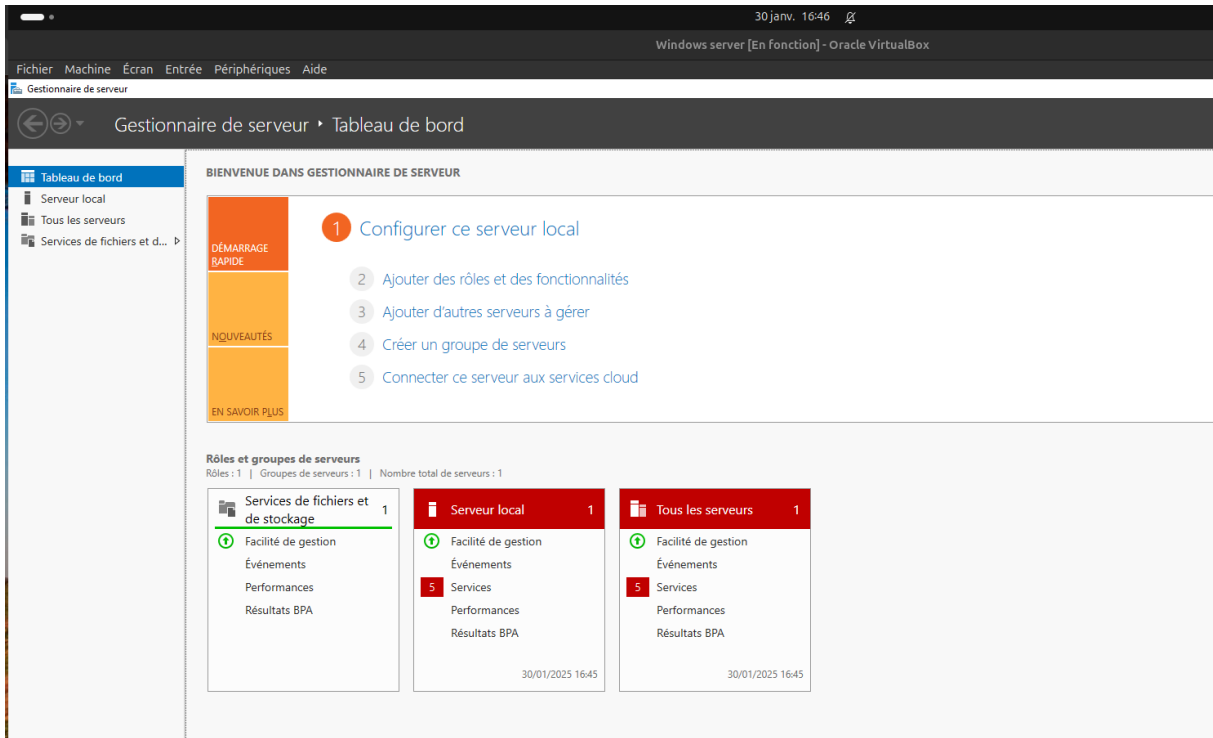 30 janv. 16:46
Windows server [En fonction] - Oracle VirtualBox
Fichier Machine Écran Entrée Périphériques Aide
Gestionnaire de serveur
Gestionnaire de serveur ‣ Tableau de bord
Tableau de bord
Serveur local
Tous les serveurs
Services de fichiers et d...
BIENVENUE DANS GESTIONNAIRE DE SERVEUR
DÉMARRAGE
RAPIDE
NOUVEAUTÉS
EN SAVOIR PLUS
1 Configurer ce serveur local
2 Ajouter des rôles et des fonctionnalités
3 Ajouter d'autres serveurs à gérer
4 Créer un groupe de serveurs
5 Connecter ce serveur aux services cloud
Rôles et groupes de serveurs
Rôles : 1 | Groupes de serveurs : 1 | Nombre total de serveurs : 1
Services de fichiers et
de stockage
1
Facilité de gestion
Événements
Performances
Résultats BPA
Serveur local 1
Facilité de gestion
Événements
5 Services
Performances
Résultats BPA
30/01/2025 16:45
Tous les serveurs 1
Facilité de gestion
Événements
5 Services
Performances
Résultats BPA
30/01/2025 16:45